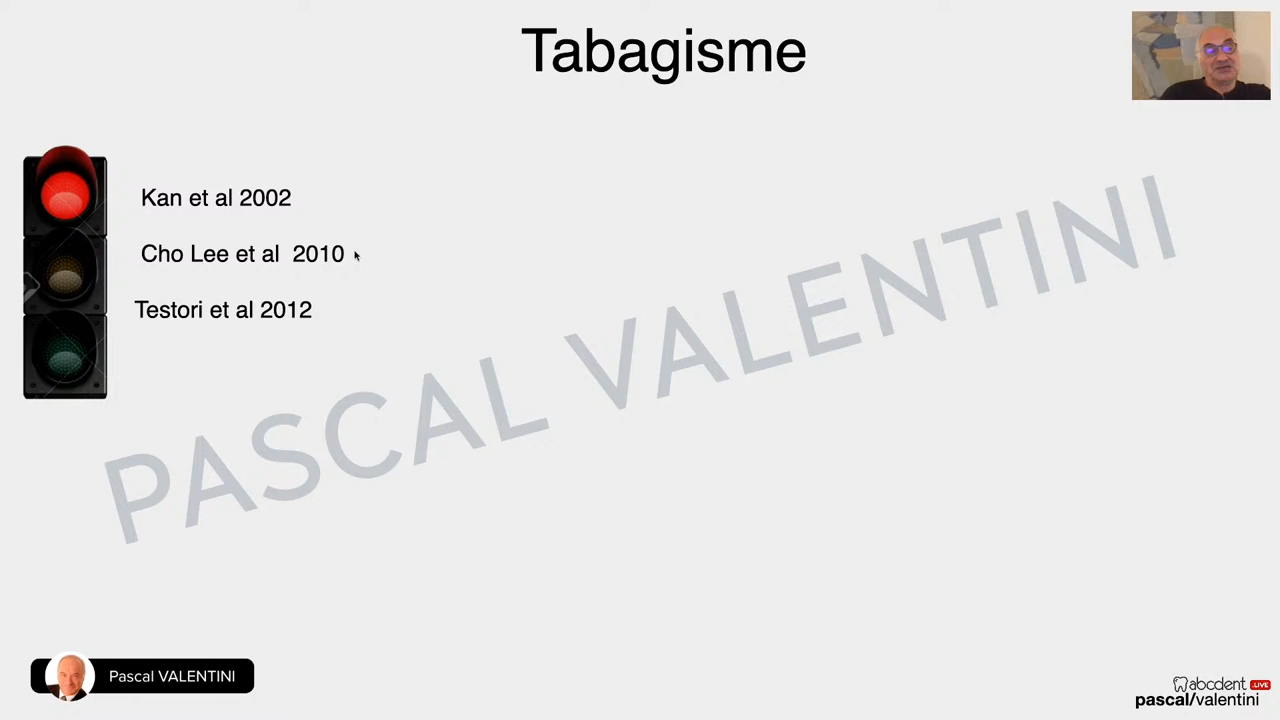 Tabagisme
Kan et al 2002
Cho Lee et al 2010
Testori et al 2012
PASCAL VALENTINI
Pascal VALENTINI
abcdent LIVE
pascal/valentini